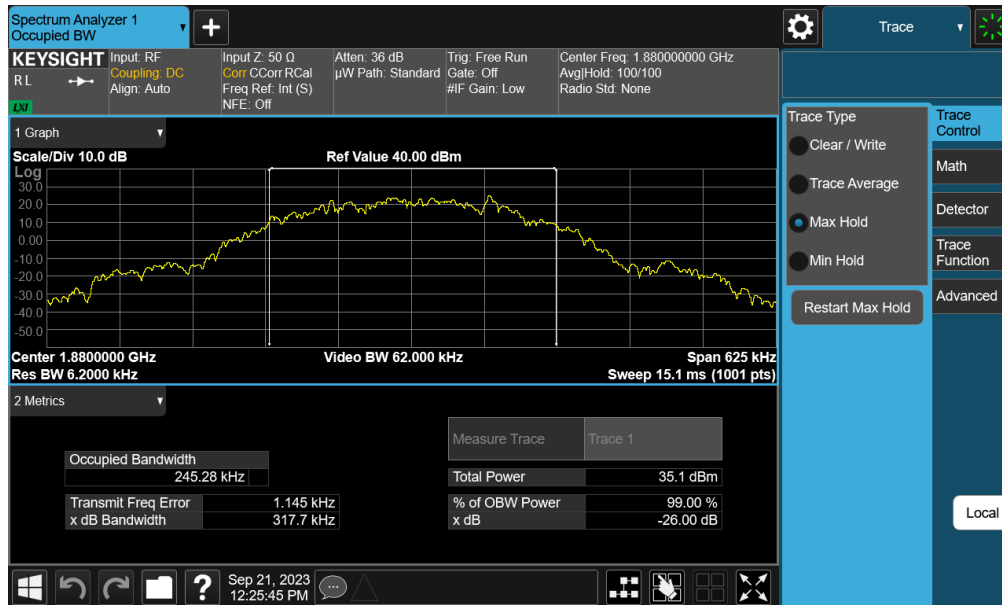 Spectrum Analyzer 1
Occupied BW
Trace
KEYSIGHT
R L
LXI
Input: RF
Coupling: DC
Align: Auto
Input Z: 50 Ω
Corr CCorr RCal
Freq Ref: Int (S)
NFE: Off
Atten: 36 dB
µW Path: Standard
Trig: Free Run
Gate: Off
#IF Gain: Low
Center Freq: 1.880000000 GHz
Avg|Hold: 100/100
Radio Std: None
1 Graph
Scale/Div 10.0 dB
Ref Value 40.00 dBm
Log
30.0
20.0
10.0
0.00
-10.0
-20.0
-30.0
-40.0
-50.0
Center 1.8800000 GHz
Video BW 62.000 kHz
Span 625 kHz
Res BW 6.2000 kHz
Sweep 15.1 ms (1001 pts)
2 Metrics
Measure Trace
Trace 1
Occupied Bandwidth
245.28 kHz
Total Power
35.1 dBm
Transmit Freq Error
1.145 kHz
% of OBW Power
99.00 %
x dB Bandwidth
317.7 kHz
x dB
-26.00 dB
Trace Type
Clear / Write
Trace Average
Max Hold
Min Hold
Restart Max Hold
Trace
Control
Math
Detector
Trace
Function
Advanced
Local
Sep 21, 2023
12:25:45 PM